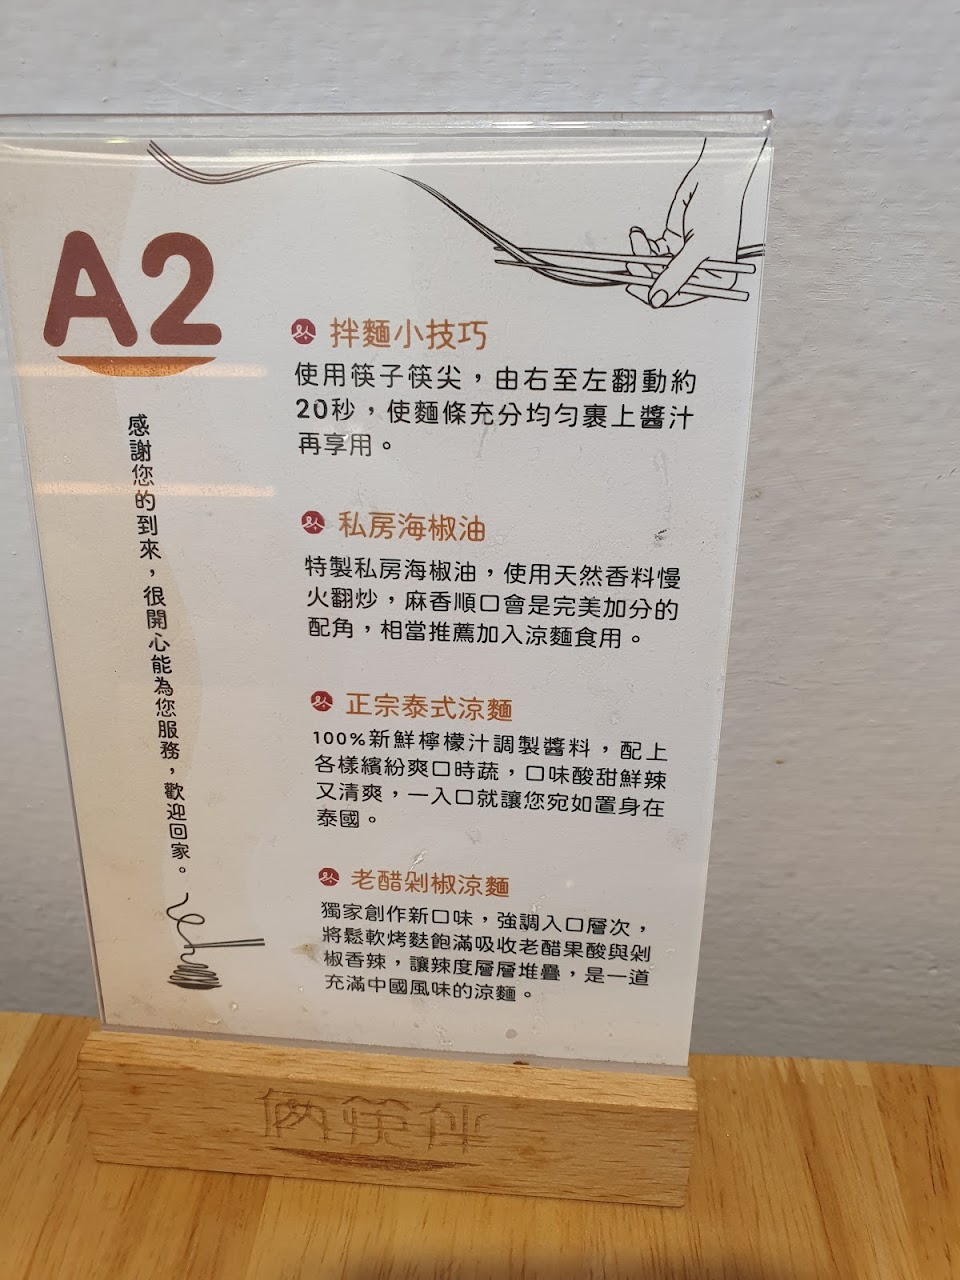 A2
感謝您的到來，很開心能為您服務，歡迎回家。
拌麵小技巧
使用筷子筷尖，由右至左翻動約
20秒，使麵條充分均勻裹上醬汁
再享用。
私房海椒油
特製私房海椒油，使用天然香料慢
火翻炒，麻香順口會是完美加分的
配角，相當推薦加入涼麵食用。
正宗泰式涼麵
100%新鮮檸檬汁調製醬料，配上
各樣繽紛爽口時蔬，口味酸甜鮮辣
又清爽，一入口就讓您宛如置身在
泰國。
老醋剁椒涼麵
獨家創作新口味，強調入口層次，
將鬆軟烤麩飽滿吸收老醋果酸與剁
椒香辣，讓辣度層層堆疊，是一道
充滿中國風味的涼麵。
倆筷伴